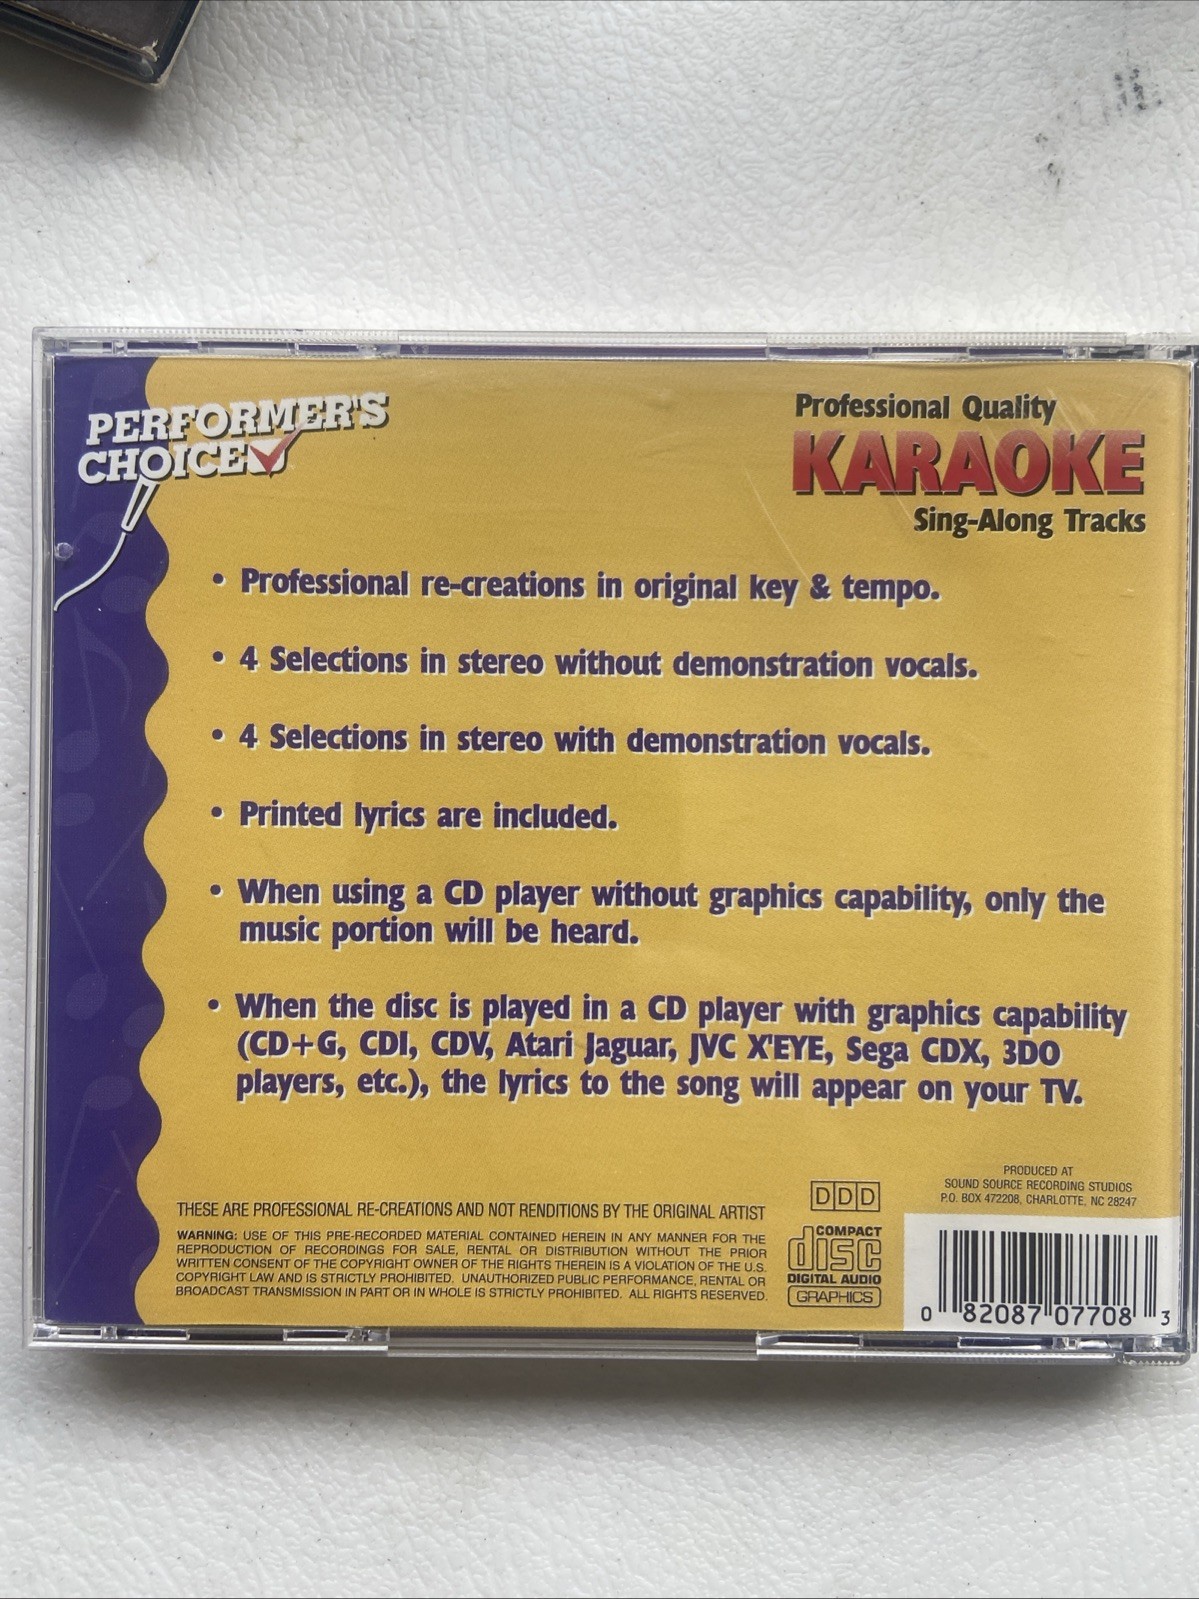 PERFORMER'S
CHOICE
Professional Quality
KARAOKE
Sing-Along Tracks
• Professional re-creations in original key & tempo.
• 4 Selections in stereo without demonstration vocals.
• 4 Selections in stereo with demonstration vocals.
• Printed lyrics are included.
• When using a CD player without graphics capability, only the
music portion will be heard.
• When the disc is played in a CD player with graphics capability
(CD+G, CDI, CDV, Atari Jaguar, JVC X'EYE, Sega CDX, 3DO
players, etc.), the lyrics to the song will appear on your TV.
THESE ARE PROFESSIONAL RE-CREATIONS AND NOT RENDITIONS BY THE ORIGINAL ARTIST
WARNING: USE OF THIS PRE-RECORDED MATERIAL CONTAINED HEREIN IN ANY MANNER FOR THE
REPRODUCTION OF RECORDINGS FOR SALE, RENTAL OR DISTRIBUTION WITHOUT THE PRIOR
WRITTEN CONSENT OF THE COPYRIGHT OWNER OF THE RIGHTS THEREIN IS A VIOLATION OF THE U.S.
COPYRIGHT LAW AND IS STRICTLY PROHIBITED. UNAUTHORIZED PUBLIC PERFORMANCE, RENTAL OR
BROADCAST TRANSMISSION IN PART OR IN WHOLE IS STRICTLY PROHIBITED. ALL RIGHTS RESERVED.
DDD
COMPACT
disc
DIGITAL AUDIO
GRAPHICS
PRODUCED AT
SOUND SOURCE RECORDING STUDIOS
P.O. BOX 472208, CHARLOTTE, NC 28247
0 82087 07708 3